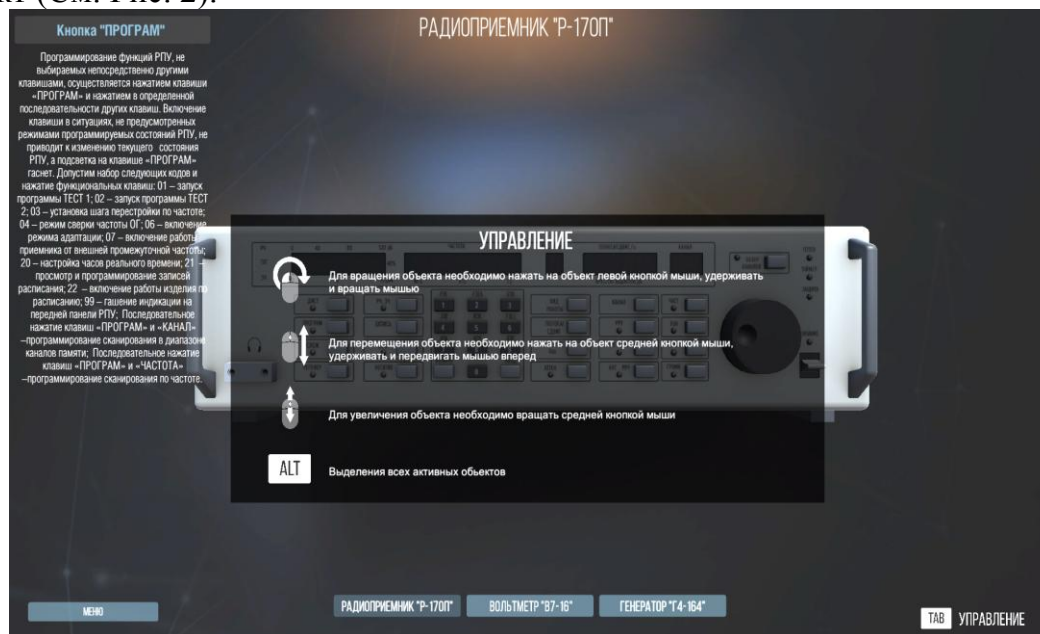 (См. Рис. 2).
РАДИОПРИЕМНИК "Р-170П"
Кнопка "ПРОГРАМ"
Программирование функций РПУ, не
выбираемых непосредственно другими
клавишами, осуществляется нажатием клавиши
«ПРОГРАМ» и нажатием в определенной
последовательности других клавиш. Включение
клавиши в ситуациях, не предусмотренных
режимами программируемых состояний РПУ, не
приводит к изменению текущего состояния
РПУ, а подсветка на клавише «ПРОГРАМ»
гаснет. Допустим набор следующих кодов и
нажатие функциональных клавиш: 01 – запуск
программы ТЕСТ 1; 02 – запуск программы ТЕСТ
2; 03 – установка шага перестройки по частоте;
04 – режим сверки частоты ОГ; 06 – включение
режима адаптации; 07 – включение работы
приемника от внешней промежуточной частоты;
20 – настройка часов реального времени; 21 –
просмотр и программирование записей
расписания; 22 – включение работы изделия по
расписанию; 99 – гашение индикации на
передней панели РПУ; Последовательное
нажатие клавиш «ПРОГРАМ» и «КАНАЛ»
–программирование сканирования в диапазоне
каналов памяти; Последовательное нажатие
клавиш «ПРОГРАМ» и «ЧАСТОТА»
–программирование сканирования по частоте.
УПРАВЛЕНИЕ
Для вращения объекта необходимо нажать на объект левой кнопкой мыши, удерживать
и вращать мышью
Для перемещения объекта необходимо нажать на объект средней кнопкой мыши,
удерживать и передвигать мышью вперед
Для увеличения объекта необходимо вращать средней кнопкой мыши
ALT Выделения всех активных обьектов
МЕНЮ
РАДИОПРИЕМНИК "Р-170П"
ВОЛЬТМЕТР "В7-16"
ГЕНЕРАТОР "Г4-164"
TAB УПРАВЛЕНИЕ